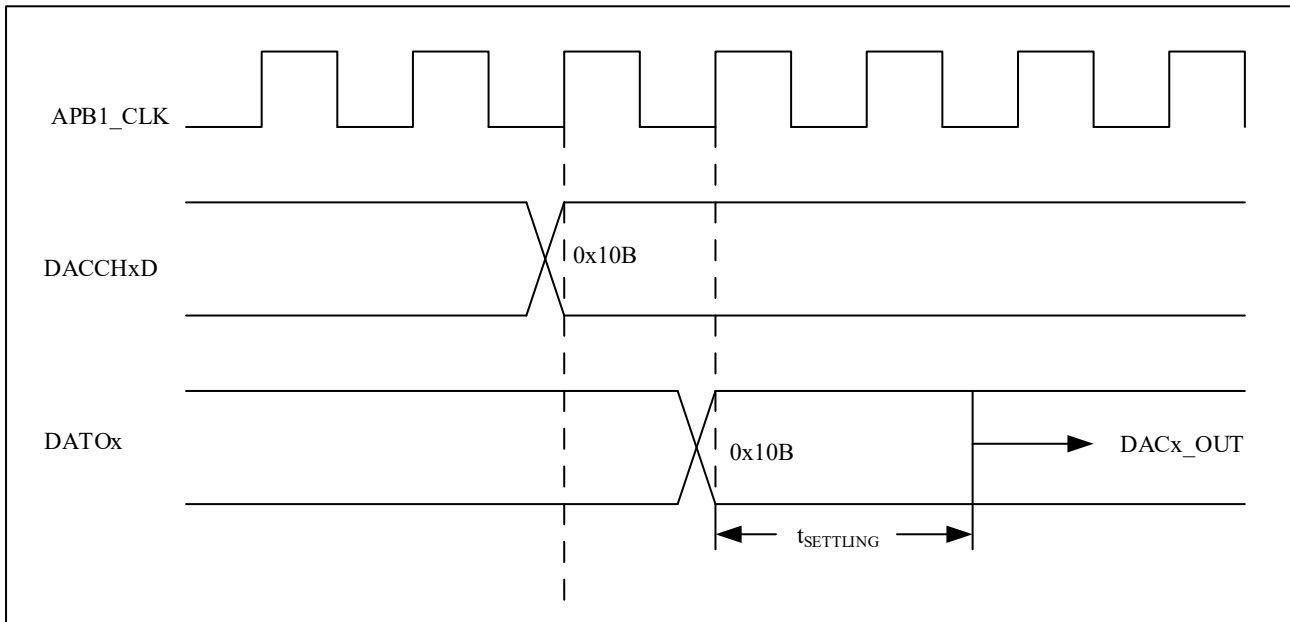 APB1_CLK
DACCHxD
0x10B
DATOx
0x10B
DACx_OUT
tSETTLING